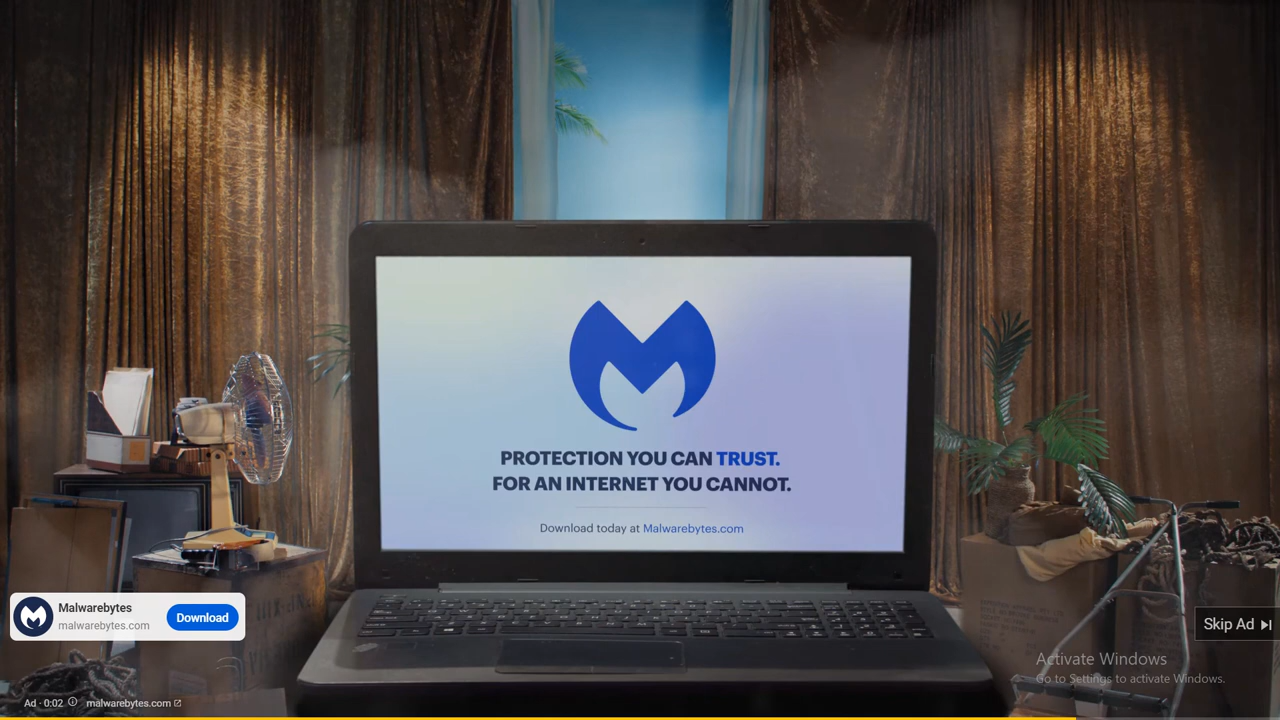 PROTECTION YOU CAN TRUST.
FOR AN INTERNET YOU CANNOT.
Download today at Malwarebytes.com
Malwarebytes
malwarebytes.com
Download
Skip Ad
Activate Windows
Go to Settings to activate Windows.
Ad · 0:02
malwarebytes.com